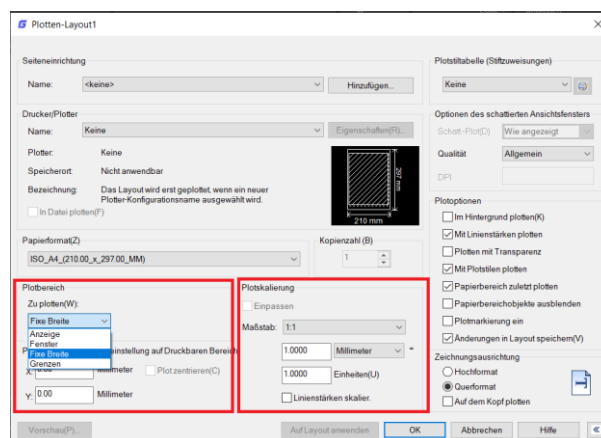 Plotten-Layout1
Seiteneinrichtung
Name: <keine> Hinzufügen...
Plotstiltabelle (Stiftzuweisungen)
Keine
Drucker/Plotter
Name: Keine Eigenschaften(R)...
Plotter: Keine
Speicherort: Nicht anwendbar
Bezeichnung: Das Layout wird erst geplottet, wenn ein neuer
Plotter-Konfigurationsname ausgewählt wird.
In Datei plotten(F)
297 mm
210 mm
Optionen des schattierten Ansichtsfensters
Schatt.-Plot(D) Wie angezeigt
Qualität Allgemein
DPI
Papierformat(Z)
ISO_A4_(210.00_x_297.00_MM)
Kopienzahl (B)
1
Plotoptionen
Im Hintergrund plotten(K)
Mit Linienstärken plotten
Plotten mit Transparenz
Mit Plotstilen plotten
Papierbereich zuletzt plotten
Papierbereichobjekte ausblenden
Plotmarkierung ein
Änderungen in Layout speichern(V)
Plotbereich
Zu plotten(W):
Fixe Breite
Anzeige
Fenster
Fixe Breite
Grenzen
einstellung auf Druckbaren Bereich
X: 0.00 Millimeter Plot zentrieren(C)
Y: 0.00 Millimeter
Plotskalierung
Einpassen
Maßstab: 1:1
1.0000 Millimeter =
1.0000 Einheiten(U)
Linienstärken skalier.
Zeichnungsausrichtung
Hochformat
Querformat
Auf dem Kopf plotten
Vorschau(P)... Auf Layout anwenden OK Abbrechen Hilfe